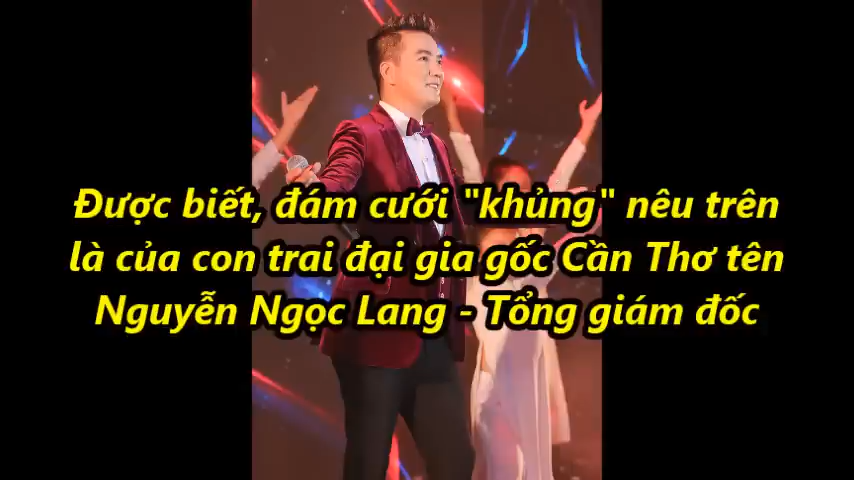 Được biết, đám cưới "khủng" nêu trên
là của con trai đại gia gốc Cần Thơ tên
Nguyễn Ngọc Lang - Tổng giám đốc